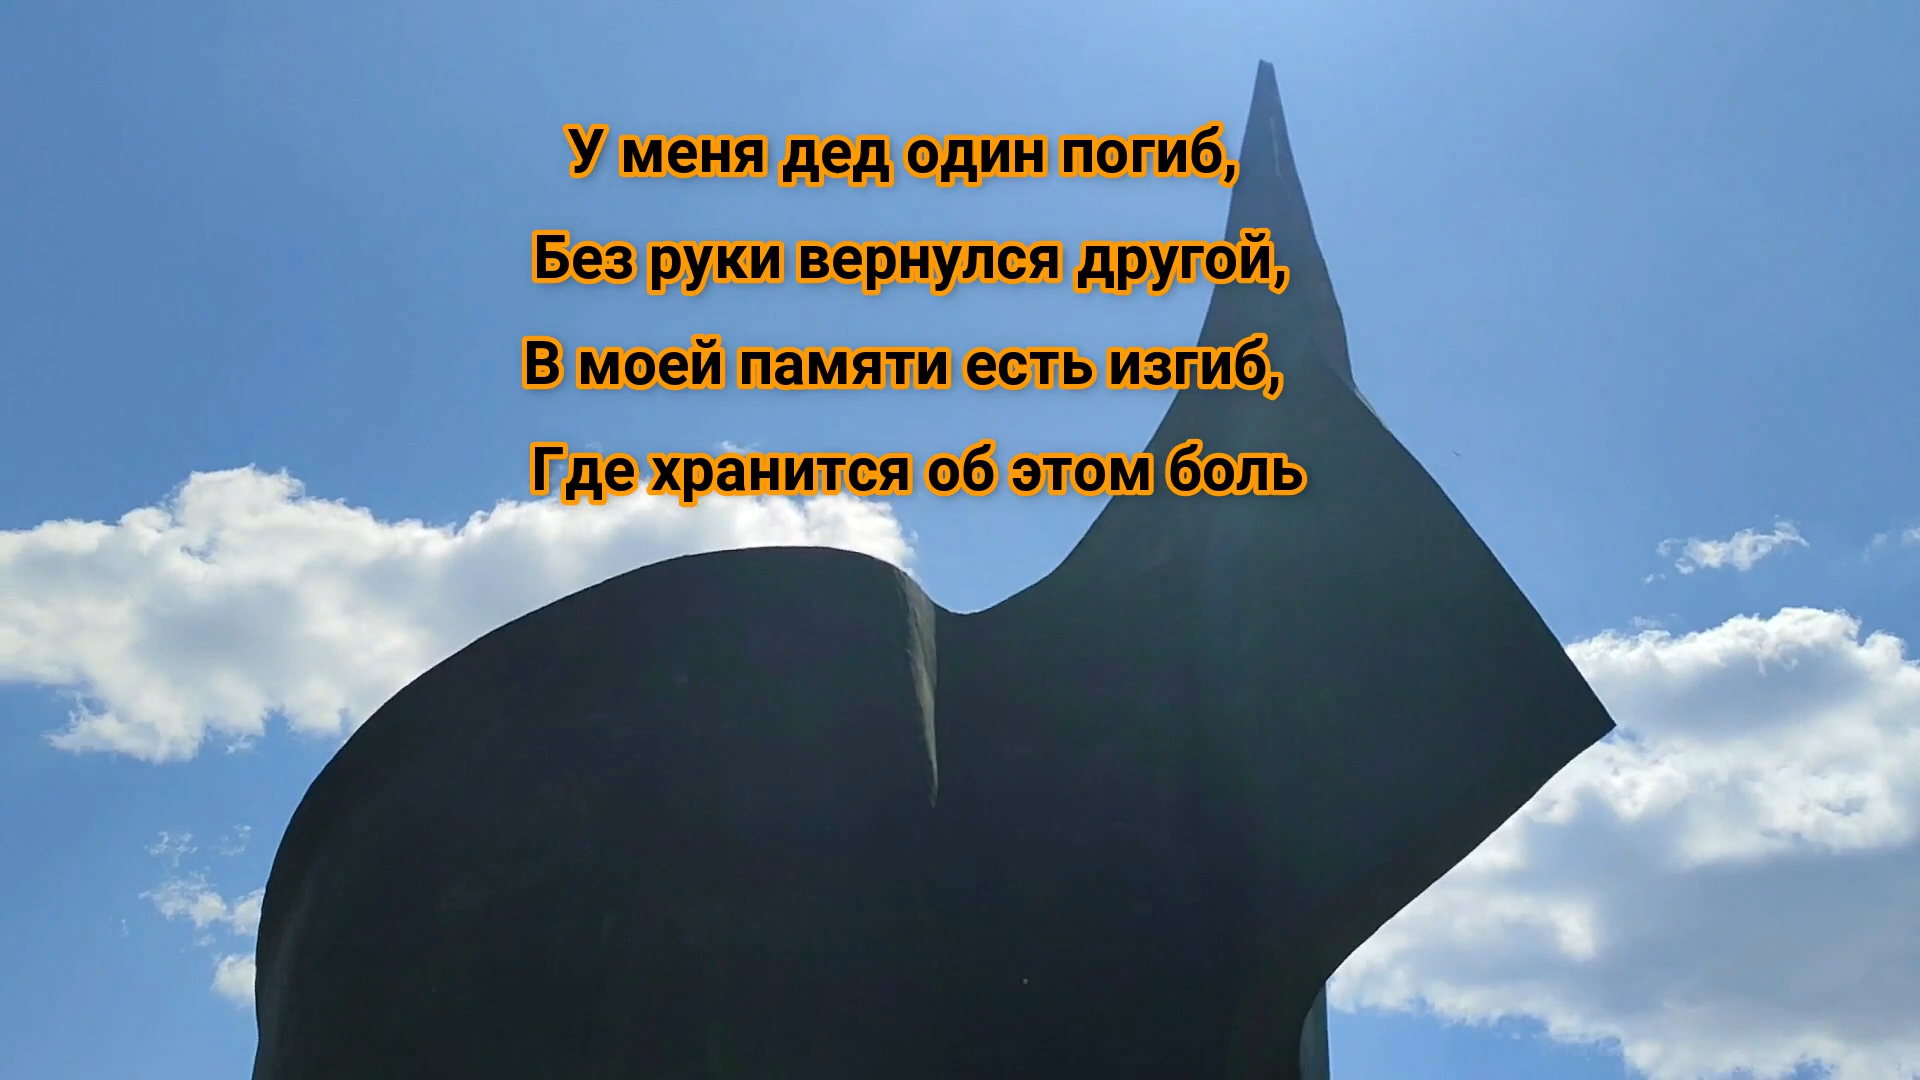 У меня дед один погиб,
Без руки вернулся другой,
В моей памяти есть изгиб,
Где хранится об этом боль